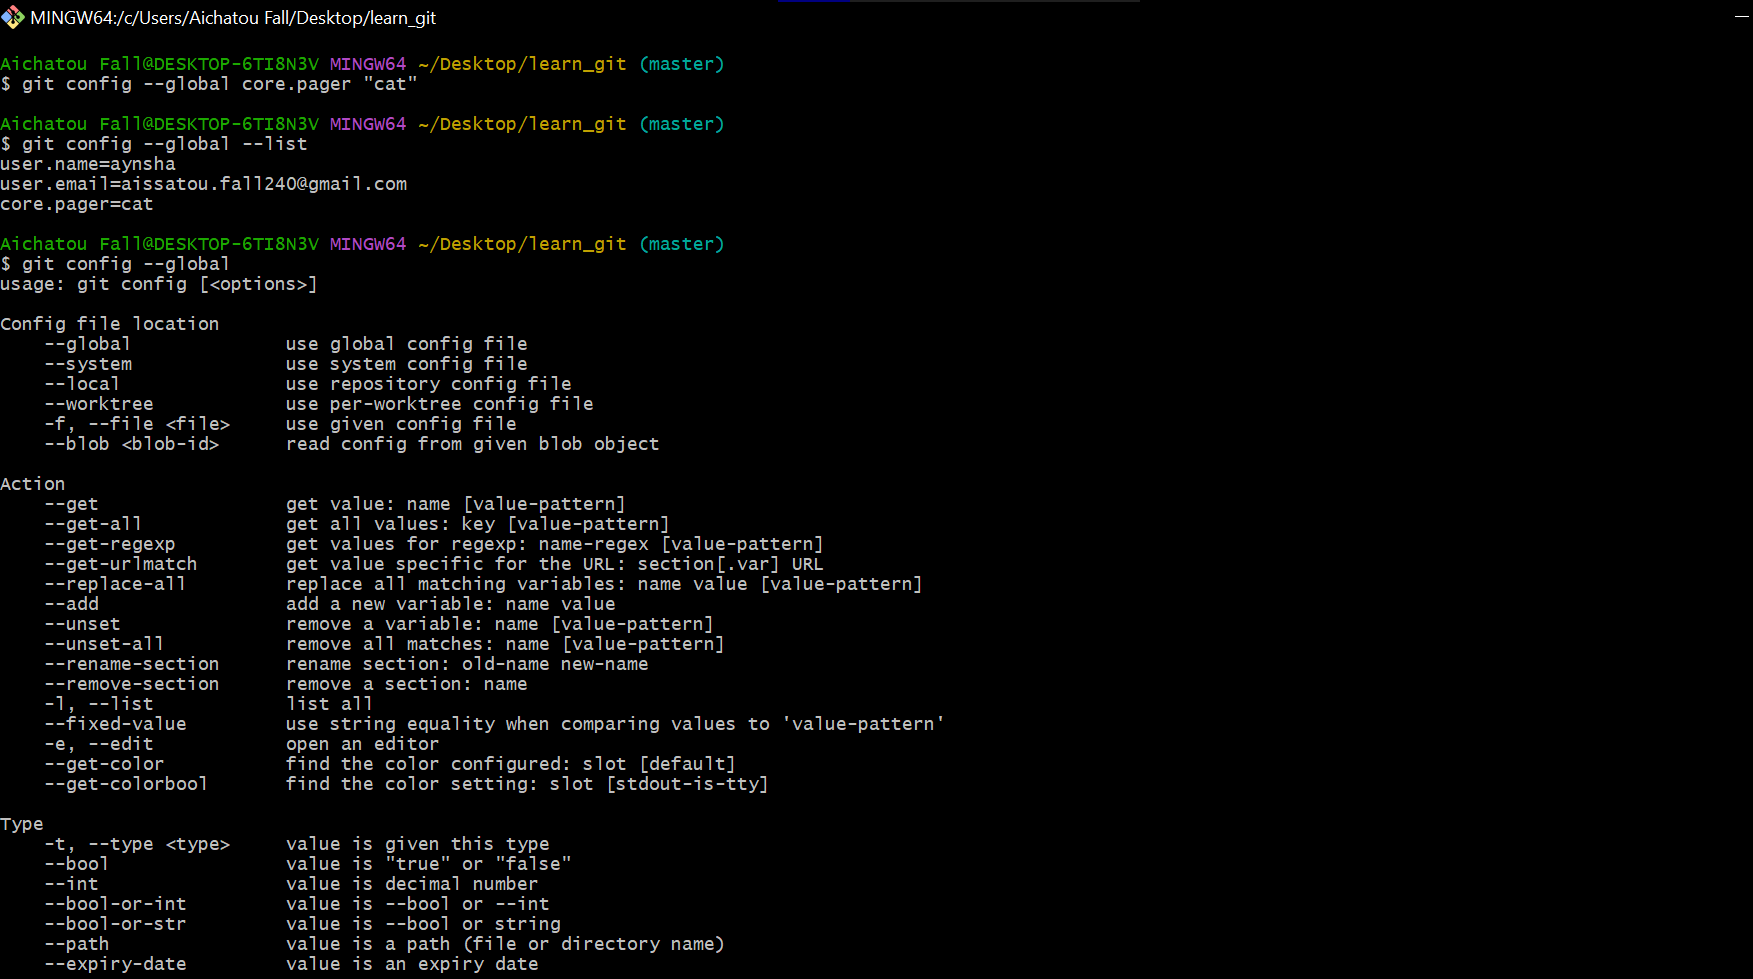 MINGW64:/c/Users/Aichatou Fall/Desktop/learn_git
Aichatou Fall@DESKTOP-6TI8N3V MINGW64 ~/Desktop/learn_git (master)
$ git config --global core.pager "cat"
Aichatou Fall@DESKTOP-6TI8N3V MINGW64 ~/Desktop/learn_git (master)
$ git config --global --list
user.name=aynsha
user.email=aissatou.fall240@gmail.com
core.pager=cat
Aichatou Fall@DESKTOP-6TI8N3V MINGW64 ~/Desktop/learn_git (master)
$ git config --global
usage: git config [<options>]
Config file location
--global use global config file
--system use system config file
--local use repository config file
--worktree use per-worktree config file
-f, --file <file> use given config file
--blob <blob-id> read config from given blob object
Action
--get get value: name [value-pattern]
--get-all get all values: key [value-pattern]
--get-regexp get values for regexp: name-regex [value-pattern]
--get-urlmatch get value specific for the URL: section[.var] URL
--replace-all replace all matching variables: name value [value-pattern]
--add add a new variable: name value
--unset remove a variable: name [value-pattern]
--unset-all remove all matches: name [value-pattern]
--rename-section rename section: old-name new-name
--remove-section remove a section: name
-l, --list list all
--fixed-value use string equality when comparing values to 'value-pattern'
-e, --edit open an editor
--get-color find the color configured: slot [default]
--get-colorbool find the color setting: slot [stdout-is-tty]
Type
-t, --type <type> value is given this type
--bool value is "true" or "false"
--int value is decimal number
--bool-or-int value is --bool or --int
--bool-or-str value is --bool or string
--path value is a path (file or directory name)
--expiry-date value is an expiry date